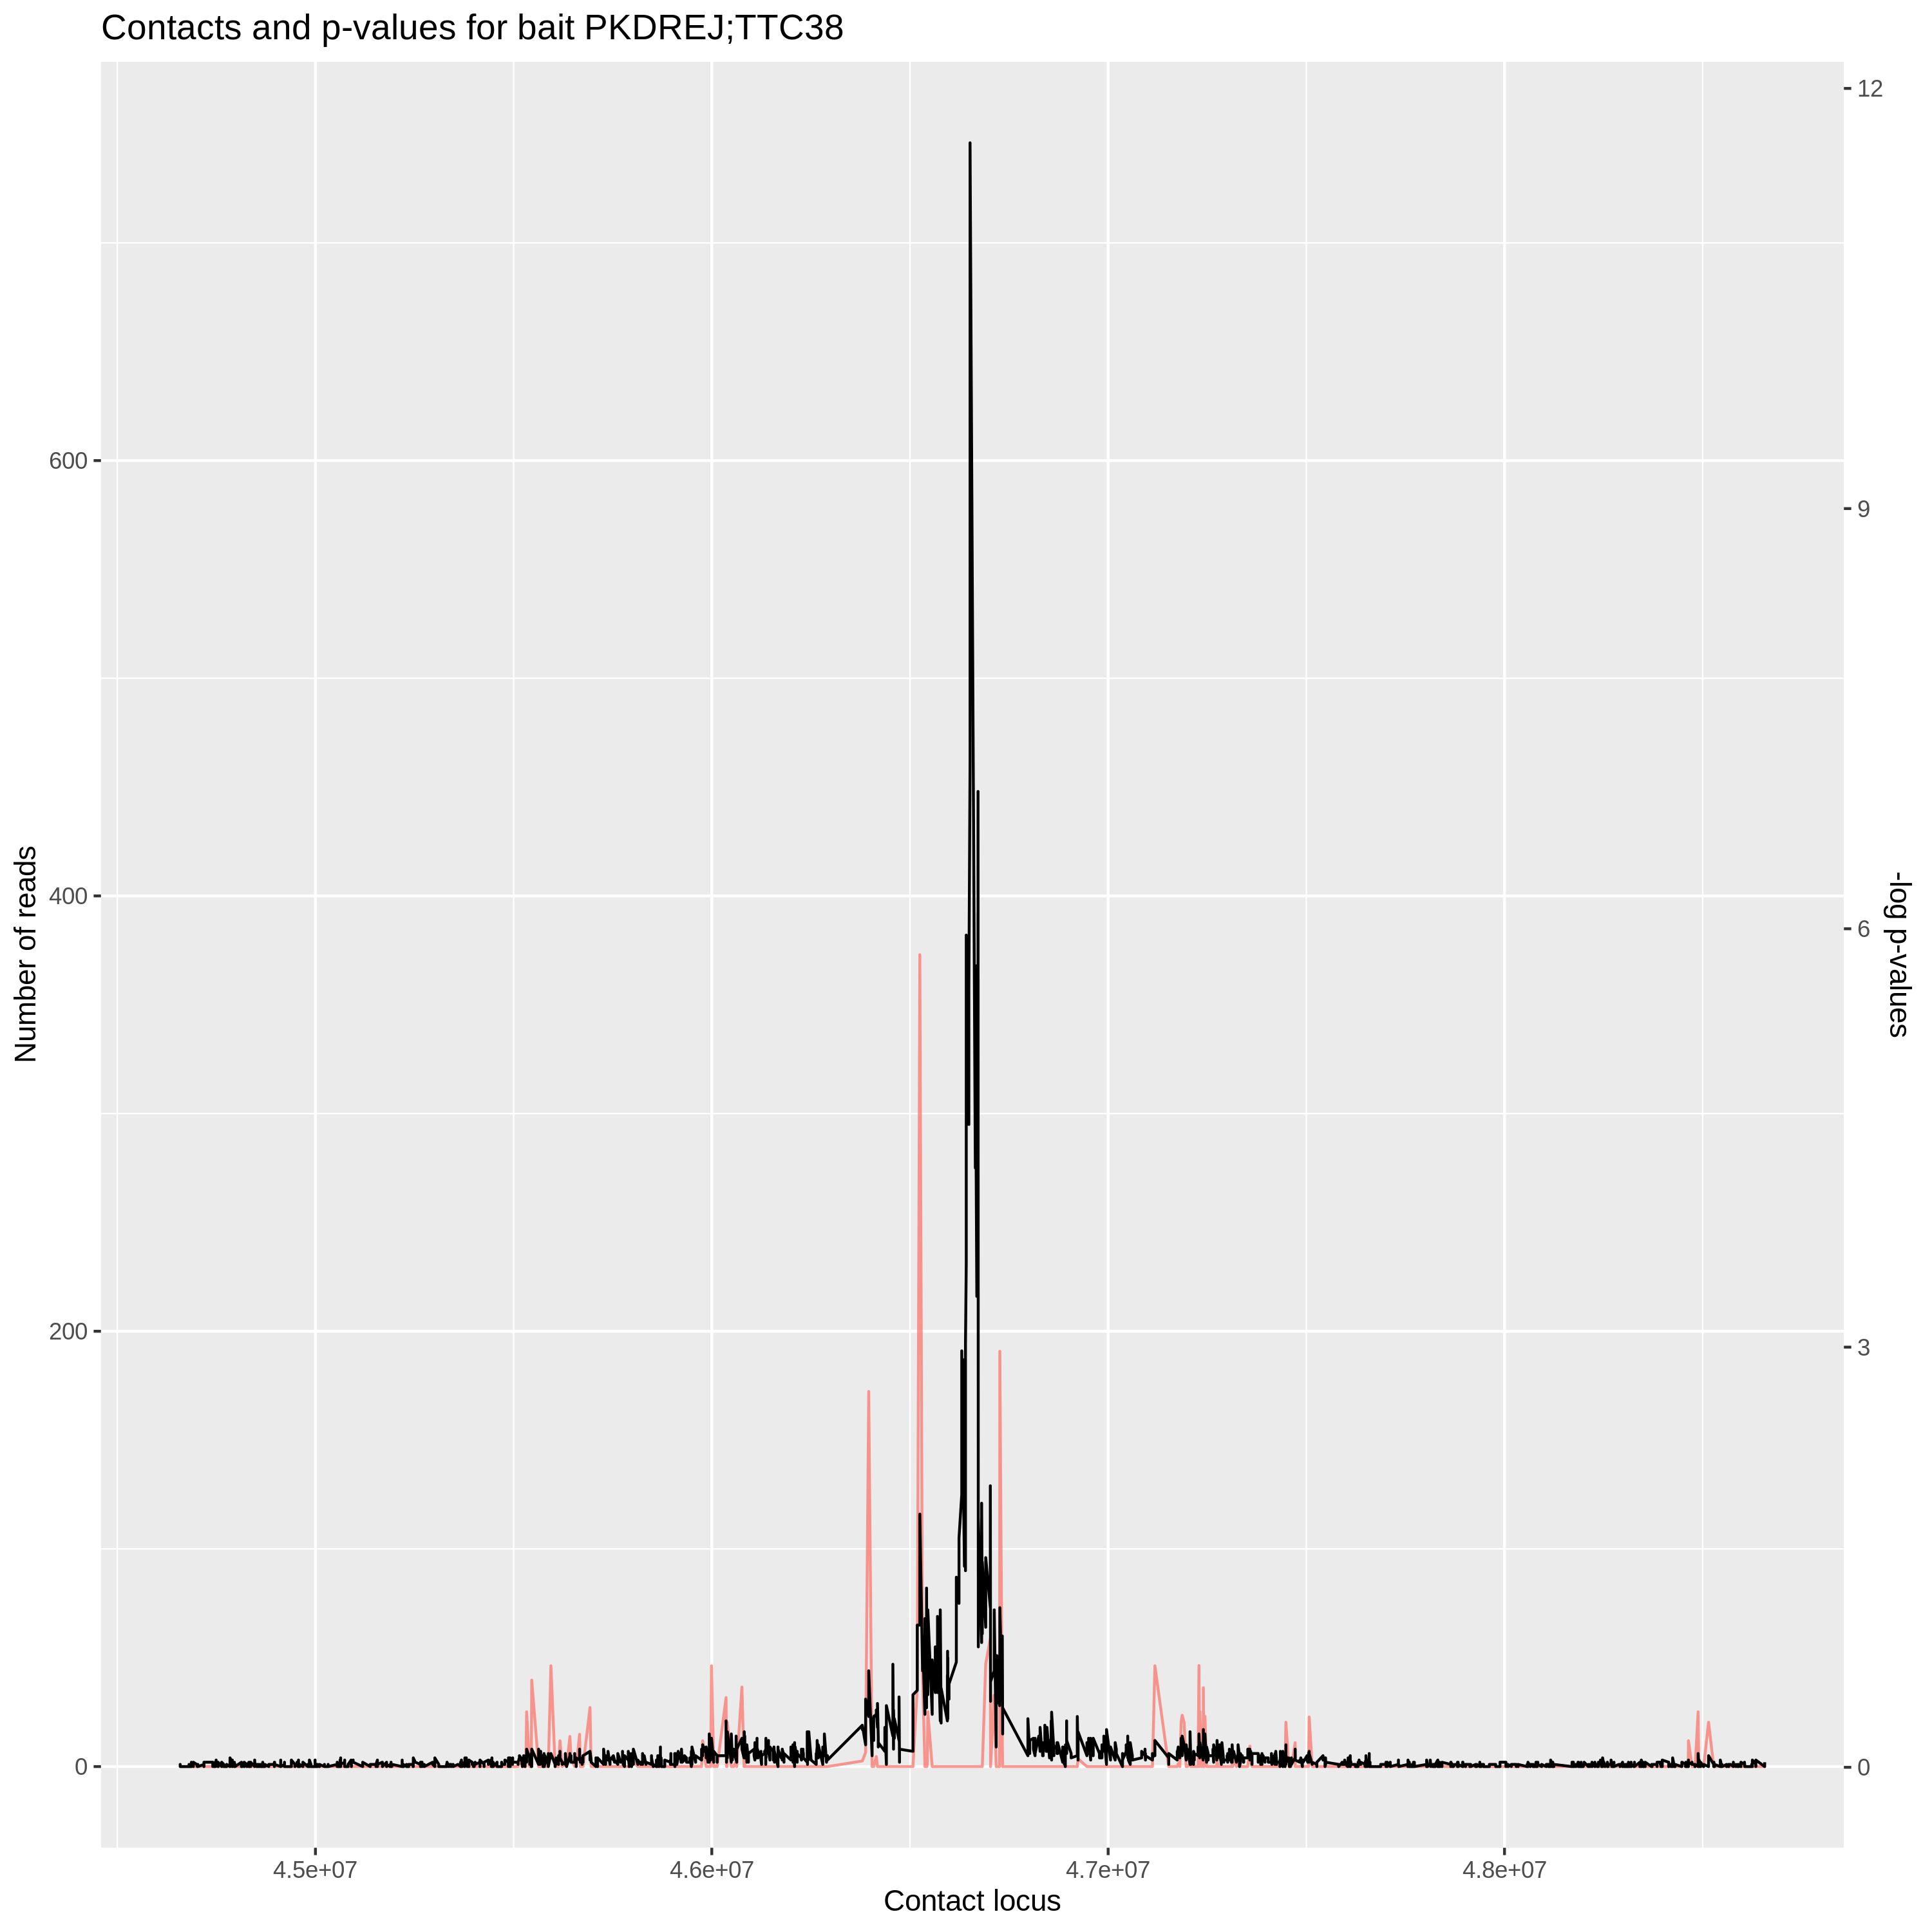 Contacts and p-values for bait PKDREJ;TTC38
12
600
9
400
6
Number of reads
-log p-values
200
3
0
0
4.5e+07
4.6e+07
4.7e+07
4.8e+07
Contact locus